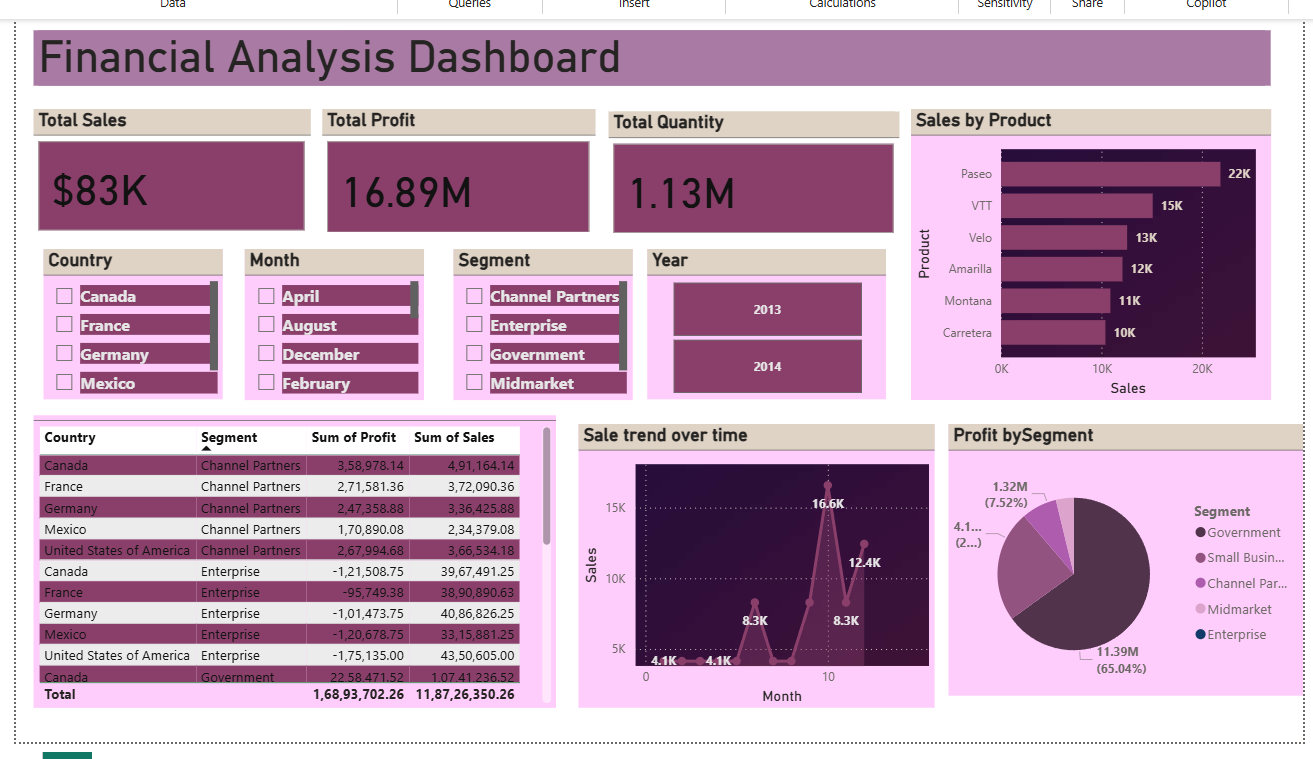 Data Queries Insert Calculations Sensitivity Share Copilot
Financial Analysis Dashboard
Total Sales
$83K
Total Profit
16.89M
Total Quantity
1.13M
Sales by Product
Product
Paseo 22K
VTT 15K
Velo 13K
Amarilla 12K
Montana 11K
Carretera 10K
0K 10K 20K
Sales
Country
Canada
France
Germany
Mexico
Month
April
August
December
February
Segment
Channel Partners
Enterprise
Government
Midmarket
Year
2013
2014
Country Segment Sum of Profit Sum of Sales
Canada Channel Partners 3,58,978.14 4,91,164.14
France Channel Partners 2,71,581.36 3,72,090.36
Germany Channel Partners 2,47,358.88 3,36,425.88
Mexico Channel Partners 1,70,890.08 2,34,379.08
United States of America Channel Partners 2,67,994.68 3,66,534.18
Canada Enterprise -1,21,508.75 39,67,491.25
France Enterprise -95,749.38 38,90,890.63
Germany Enterprise -1,01,473.75 40,86,826.25
Mexico Enterprise -1,20,678.75 33,15,881.25
United States of America Enterprise -1,75,135.00 43,50,605.00
Canada Government 22,58,471.52 1,07,41,236.52
Total 1,68,93,702.26 11,87,26,350.26
Sale trend over time
Sales
15K
10K
5K
16.6K
12.4K
8.3K
8.3K
4.1K
4.1K
0 10
Month
Profit bySegment
1.32M
(7.52%)
4.1...
(2...)
11.39M
(65.04%)
Segment
Government
Small Busin...
Channel Par...
Midmarket
Enterprise